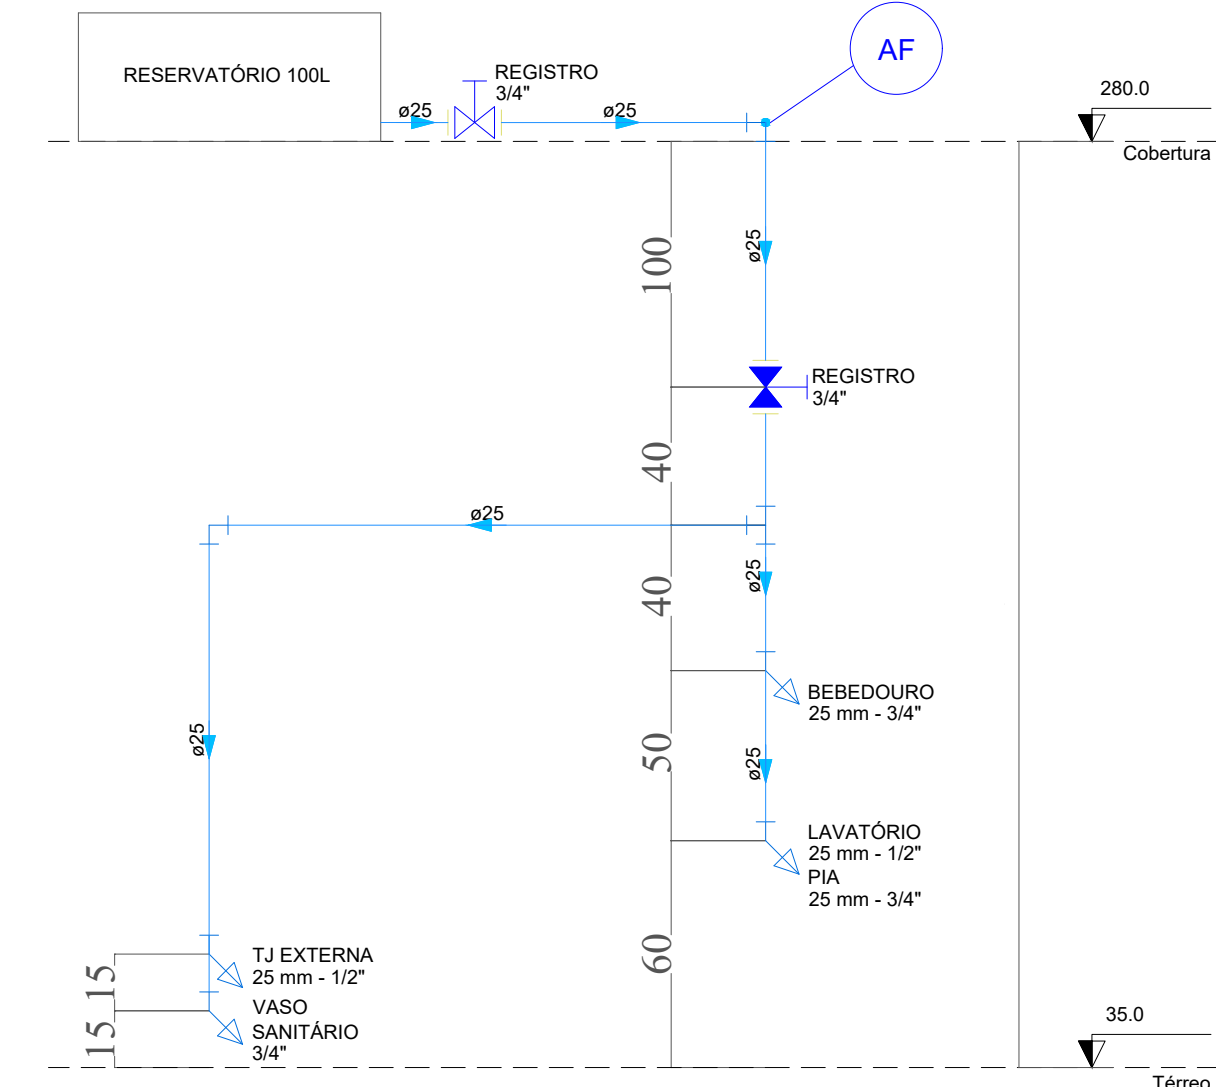 RESERVATÓRIO 100L
REGISTRO
3/4"
AF
ø25
ø25
280.0
Cobertura
100
ø25
REGISTRO
3/4"
40
ø25
40
ø25
BEBEDOURO
25 mm - 3/4"
ø25
50
ø25
LAVATÓRIO
25 mm - 1/2"
PIA
25 mm - 3/4"
60
TJ EXTERNA
25 mm - 1/2"
15
VASO
SANITÁRIO
3/4"
15
35.0
Térreo